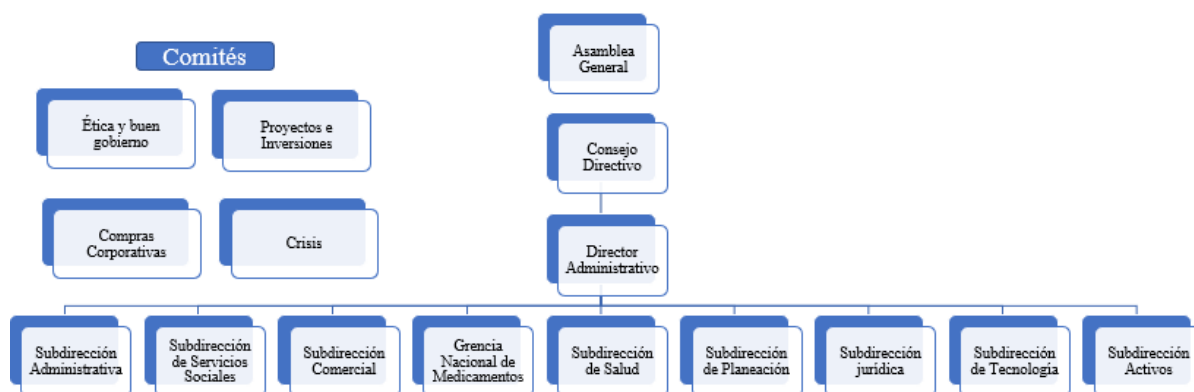 Comités
Asamblea
General
Ética y buen
gobierno
Proyectos e
Inversiones
Consejo
Directivo
Compras
Corporativas
Crisis
Director
Administrativo
Subdirección
Administrativa
Subdirección
de Servicios
Sociales
Subdirección
Comercial
Grencia
Nacional de
Medicamentos
Subdirección
de Salud
Subdirección
de Planeación
Subdirección
jurídica
Subdirección
de Tecnología
Subdirección
Activos